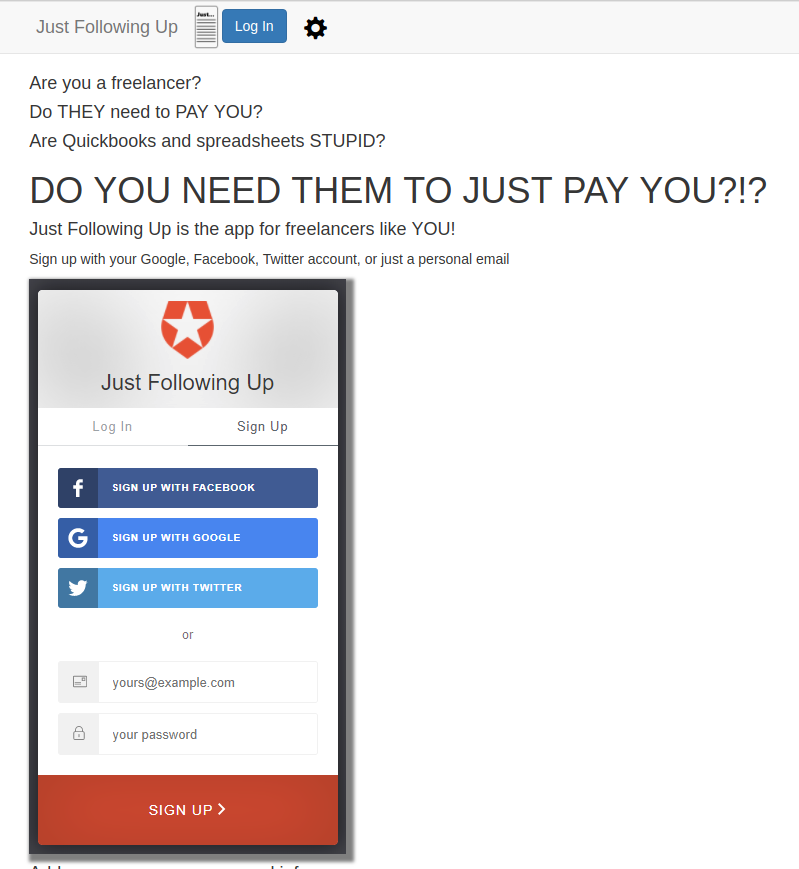 Just Following Up
Just...
Log In
Are you a freelancer?
Do THEY need to PAY YOU?
Are Quickbooks and spreadsheets STUPID?
DO YOU NEED THEM TO JUST PAY YOU?!?
Just Following Up is the app for freelancers like YOU!
Sign up with your Google, Facebook, Twitter account, or just a personal email
Just Following Up
Log In
Sign Up
SIGN UP WITH FACEBOOK
SIGN UP WITH GOOGLE
SIGN UP WITH TWITTER
or
yours@example.com
your password
SIGN UP